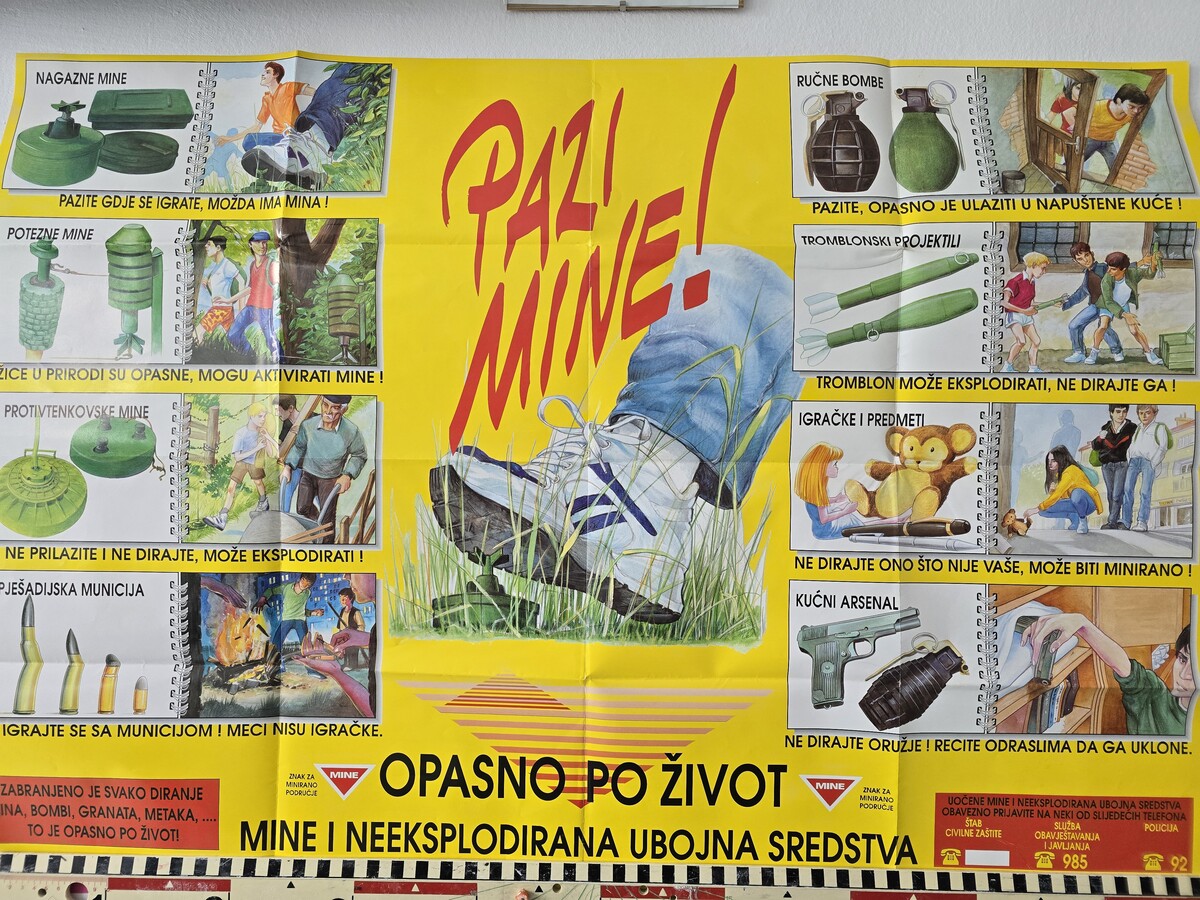 NAGAZNE MINE
PAZITE GDJE SE IGRATE, MOŽDA IMA MINA !
POTEZNE MINE
ŽICE U PRIRODI SU OPASNE, MOGU AKTIVIRATI MINE !
PROTIVTENKOVSKE MINE
NE PRILAZITE I NE DIRAJTE, MOŽE EKSPLODIRATI !
PJEŠADIJSKA MUNICIJA
IGRAJTE SE SA MUNICIJOM ! MECI NISU IGRAČKE.
ZABRANJENO JE SVAKO DIRANJE
INA, BOMBI, GRANATA, METAKA, ....
TO JE OPASNO PO ŽIVOT!
PAZI
MINE!
ZNAK ZA
MINIRANO
PODRUČJE
MINE
OPASNO PO ŽIVOT
MINE
ZNAK ZA
MINIRANO
PODRUČJE
MINE I NEEKSPLODIRANA UBOJNA SREDSTVA
RUČNE BOMBE
PAZITE, OPASNO JE ULAZITI U NAPUŠTENE KUĆE !
TROMBLONSKI PROJEKTILI
TROMBLON MOŽE EKSPLODIRATI, NE DIRAJTE GA !
IGRAČKE I PREDMETI
NE DIRAJTE ONO ŠTO NIJE VAŠE, MOŽE BITI MINIRANO !
KUĆNI ARSENAL
NE DIRAJTE ORUŽJE ! RECITE ODRASLIMA DA GA UKLONE.
UOČENE MINE I NEEKSPLODIRANA UBOJNA SREDSTVA
OBAVEZNO PRIJAVITE NA NEKI OD SLIJEDEĆIH TELEFONA
ŠTAB
CIVILNE ZAŠTITE
SLUŽBA
OBAVJEŠTAVANJA
I JAVLJANJA
985
POLICIJA
92